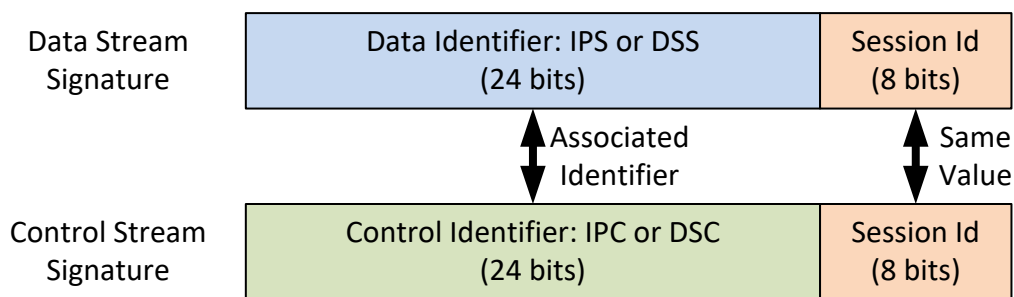 Data Stream
Signature
Data Identifier: IPS or DSS
(24 bits)
Session Id
(8 bits)
Associated
Identifier
Same
Value
Control Stream
Signature
Control Identifier: IPC or DSC
(24 bits)
Session Id
(8 bits)